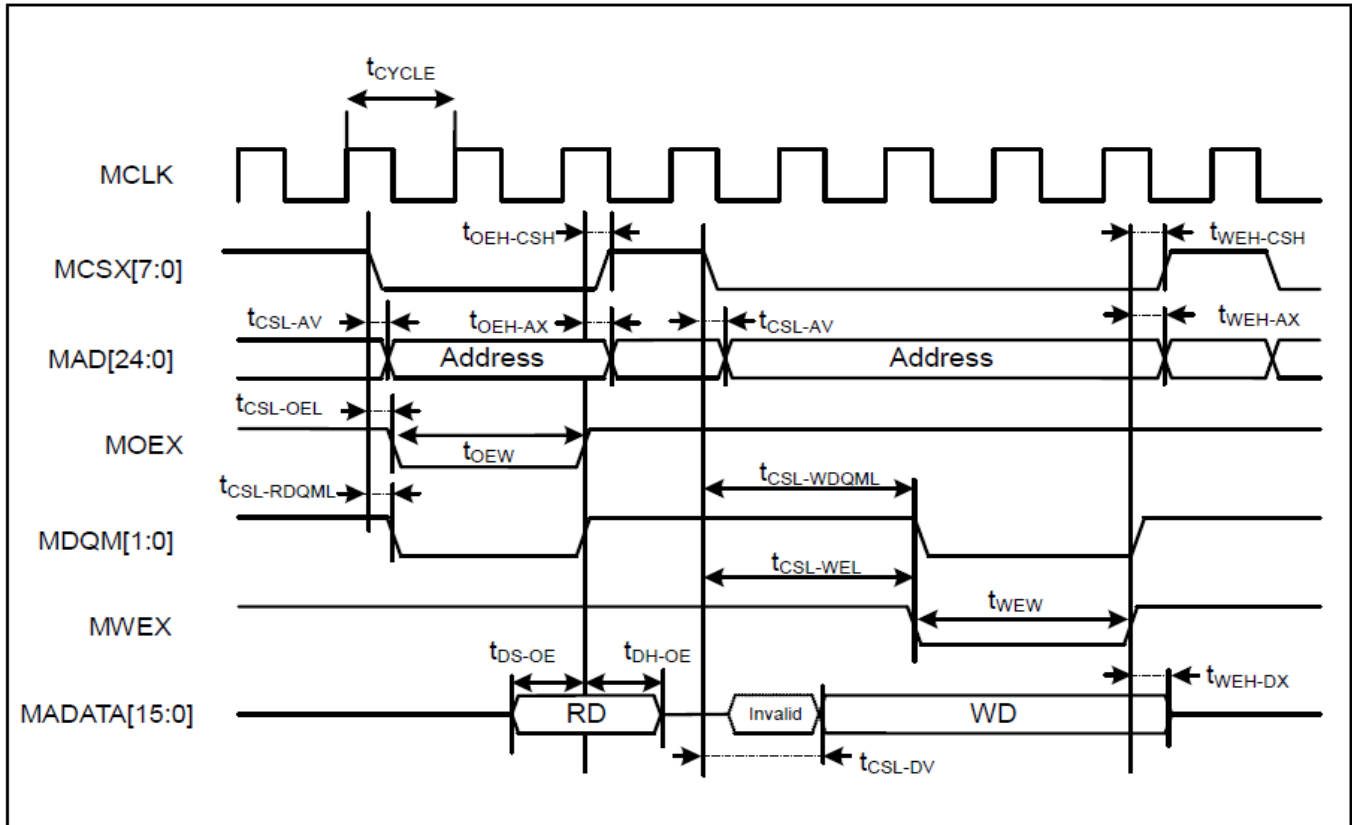 tCYCLE
MCLK
tOEH-CSH
tWEH-CSH
MCSX[7:0]
tCSL-AV
tOEH-AX
tCSL-AV
tWEH-AX
MAD[24:0]
Address
Address
tCSL-OEL
MOEX
tOEW
tCSL-WDQML
tCSL-RDQML
MDQM[1:0]
tCSL-WEL
tWEW
MWEX
tDS-OE
tDH-OE
tWEH-DX
MADATA[15:0]
RD
Invalid
WD
tCSL-DV